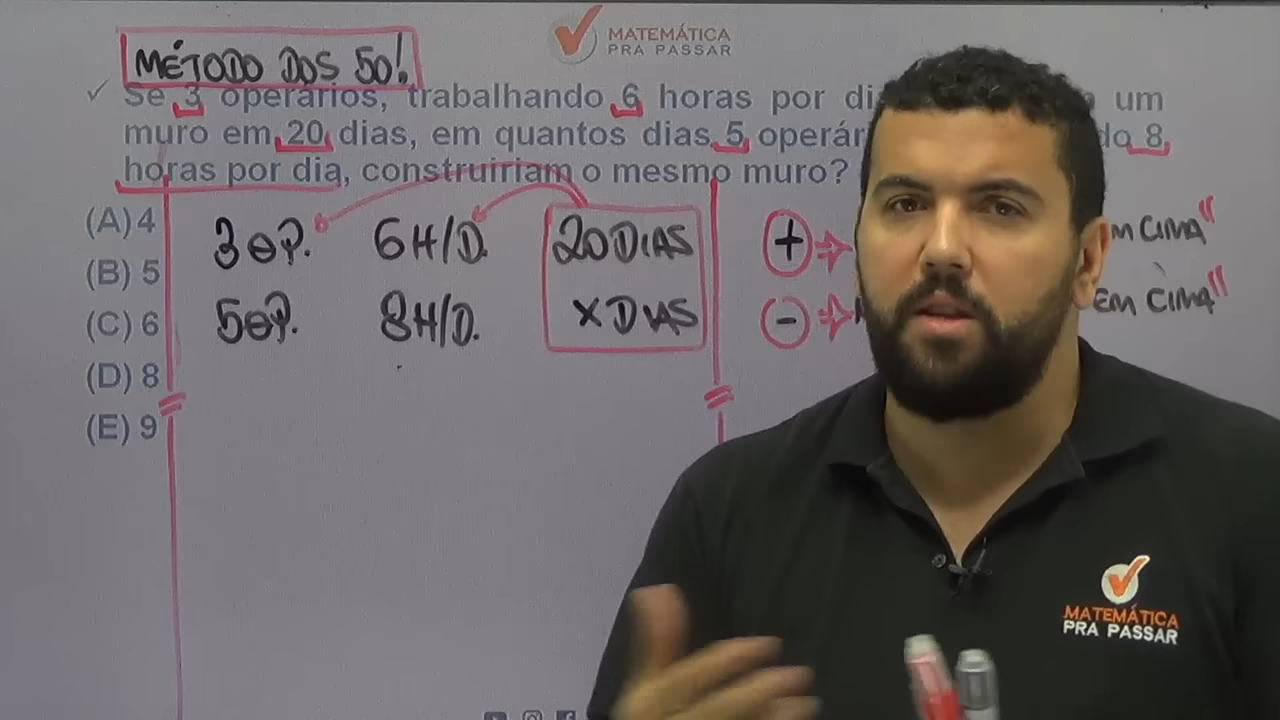 MATEMÁTICA
PRA PASSAR
MÉTODO DOS 50!
Se 3 operários, trabalhando 6 horas por um
muro em 20 dias, em quantos dias 5 8
horas por dia, construiriam o mesmo muro?
(A) 4
(B) 5
(C) 6
(D) 8
(E) 9
3 OP. 6 H/D. 20 DIAS
5 OP. 8 H/D. X DIAS
+ EM CIMA"
- EM CIMA"
MATEMÁTICA
PRA PASSAR